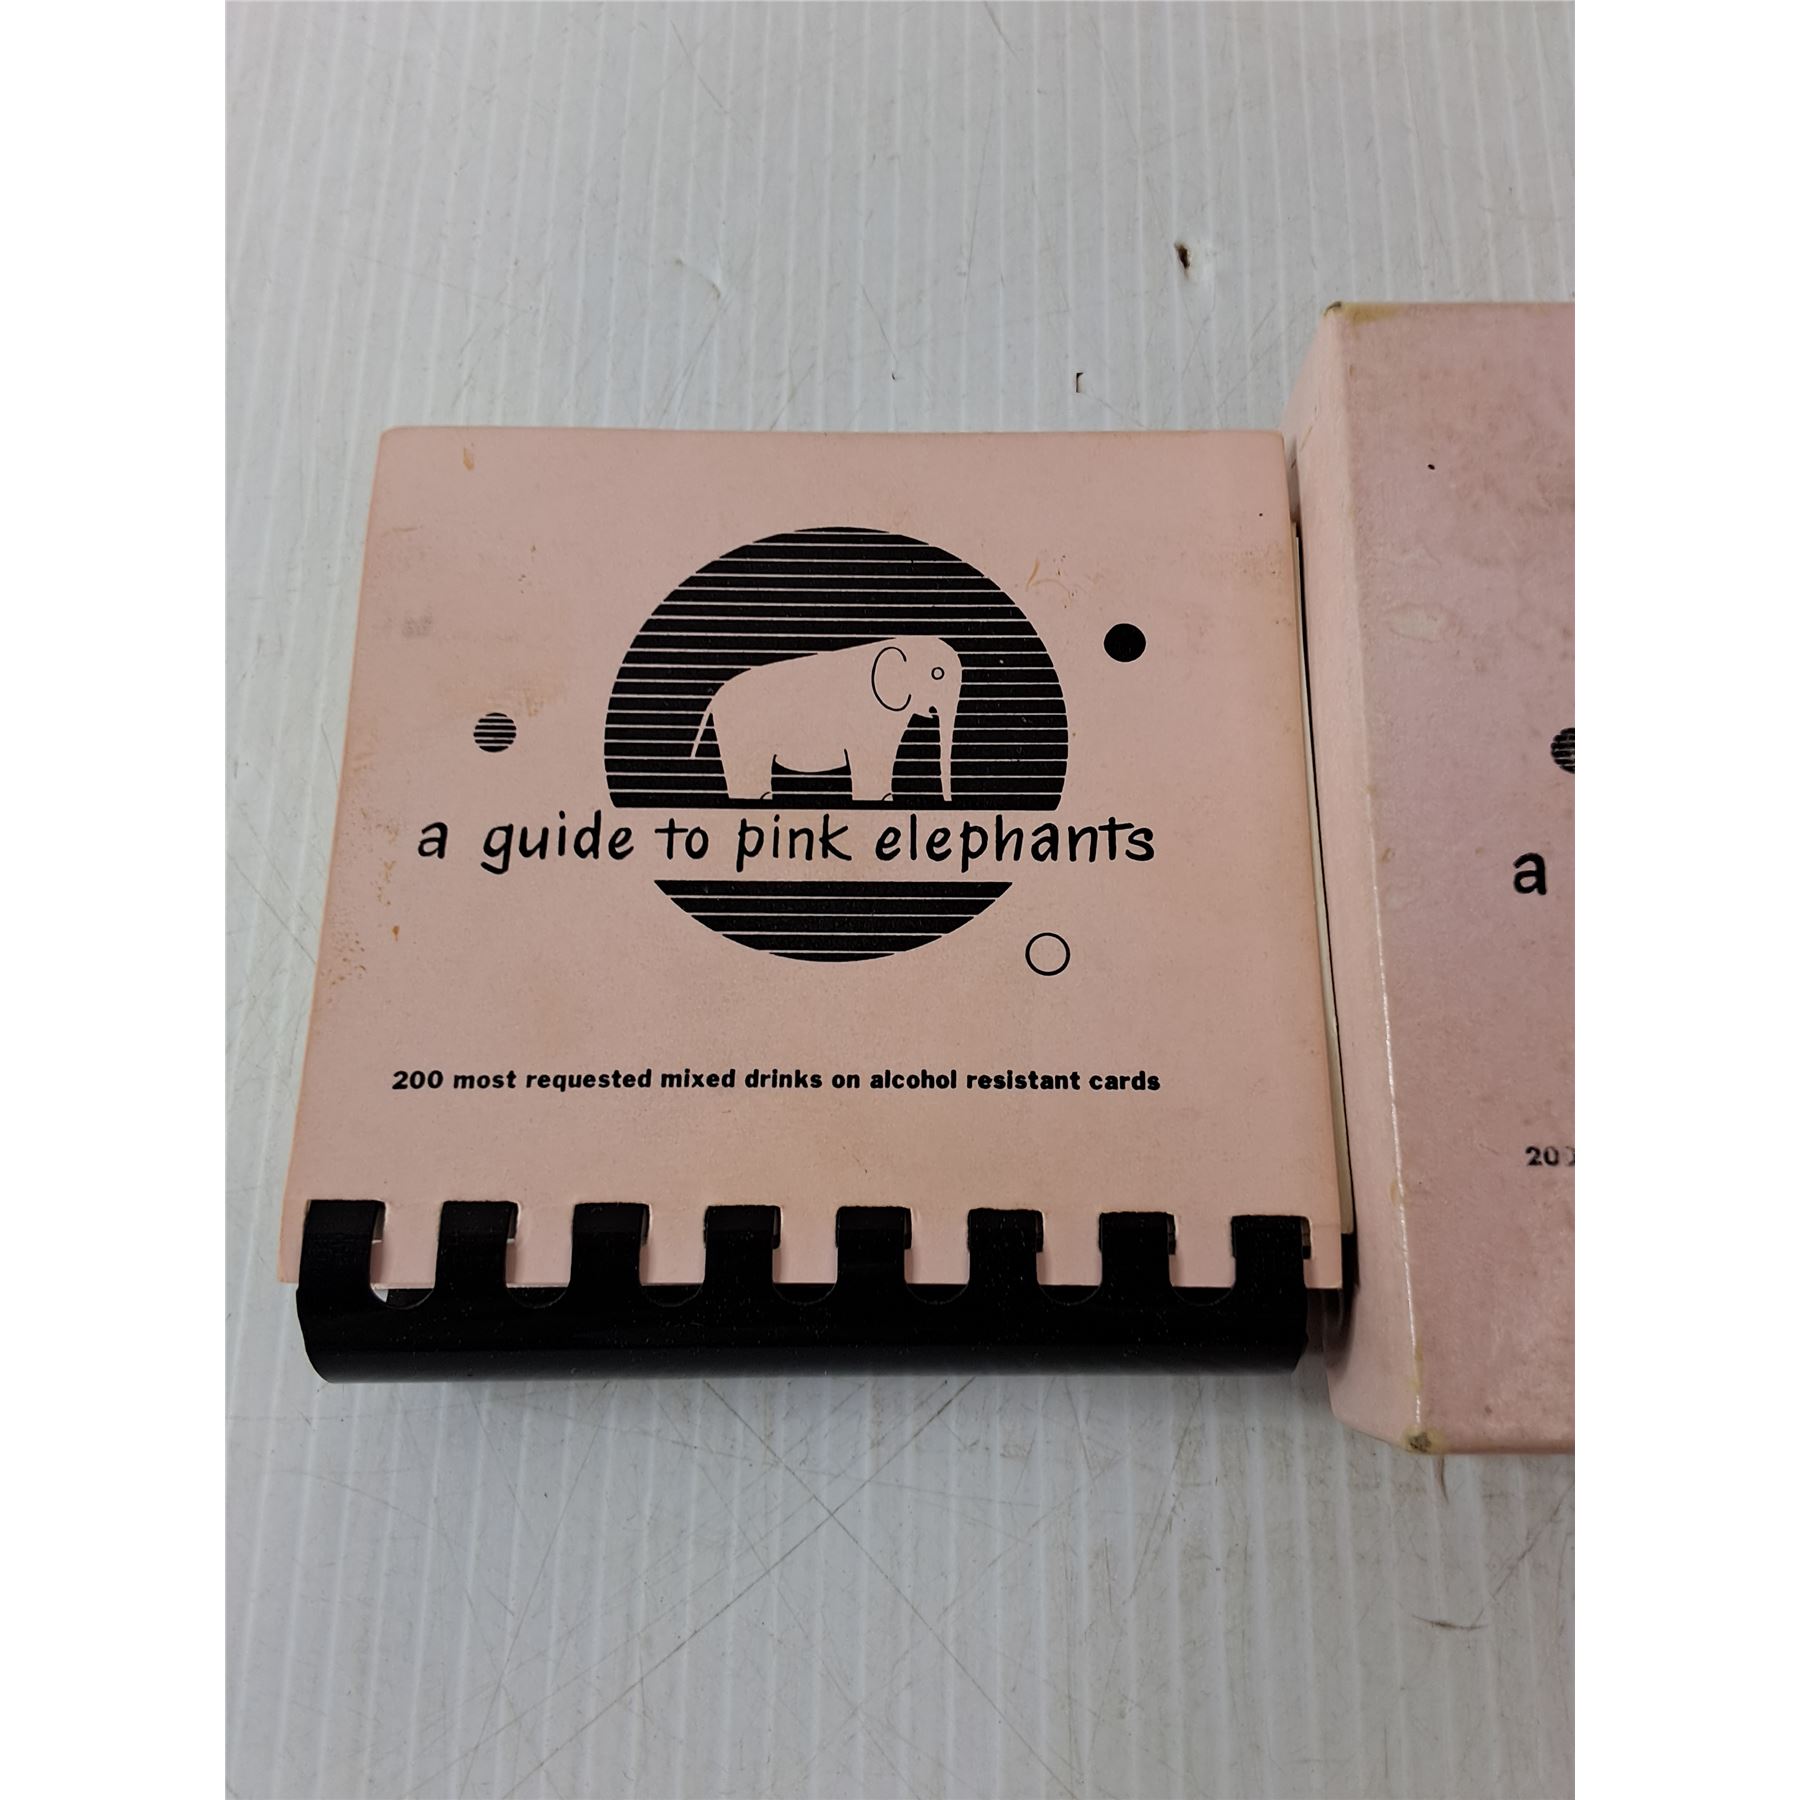 a guide to pink elephants
200 most requested mixed drinks on alcohol resistant cards
a